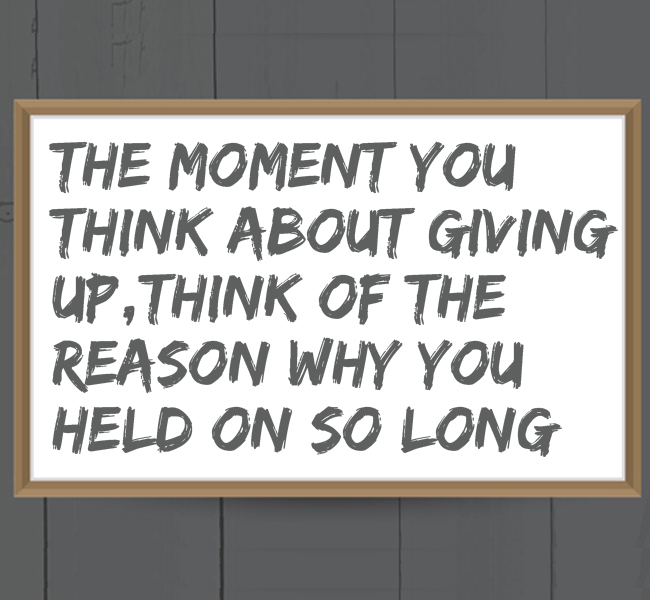 THE MOMENT YOU
THINK ABOUT GIVING
UP,THINK OF THE
REASON WHY YOU
HELD ON SO LONG